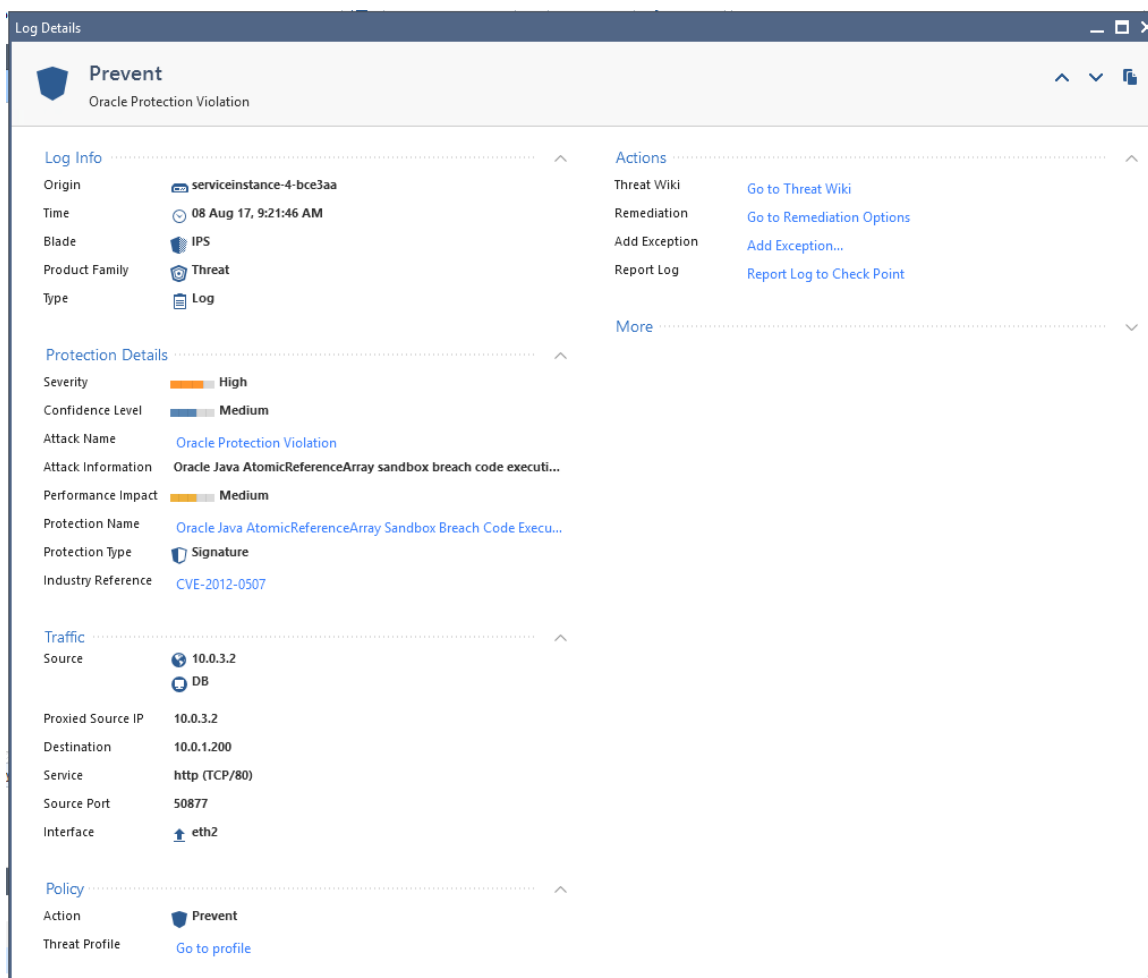 Log Details
Prevent
Oracle Protection Violation
Log Info
Origin serviceinstance-4-bce3aa
Time 08 Aug 17, 9:21:46 AM
Blade IPS
Product Family Threat
Type Log
Protection Details
Severity High
Confidence Level Medium
Attack Name Oracle Protection Violation
Attack Information Oracle Java AtomicReferenceArray sandbox breach code executi...
Performance Impact Medium
Protection Name Oracle Java AtomicReferenceArray Sandbox Breach Code Execu...
Protection Type Signature
Industry Reference CVE-2012-0507
Traffic
Source 10.0.3.2
DB
Proxied Source IP 10.0.3.2
Destination 10.0.1.200
Service http (TCP/80)
Source Port 50877
Interface eth2
Policy
Action Prevent
Threat Profile Go to profile
Actions
Threat Wiki Go to Threat Wiki
Remediation Go to Remediation Options
Add Exception Add Exception...
Report Log Report Log to Check Point
More